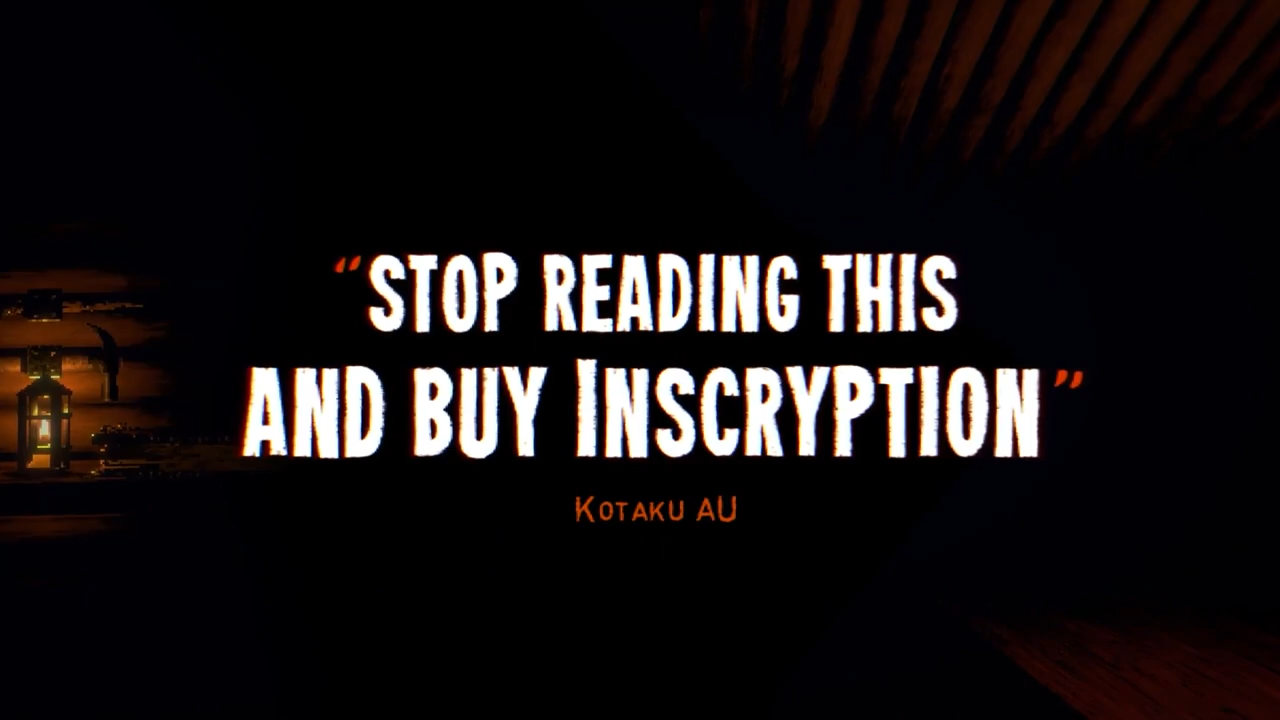 “STOP READING THIS
AND BUY INSCRYPTION”
KOTAKU AU